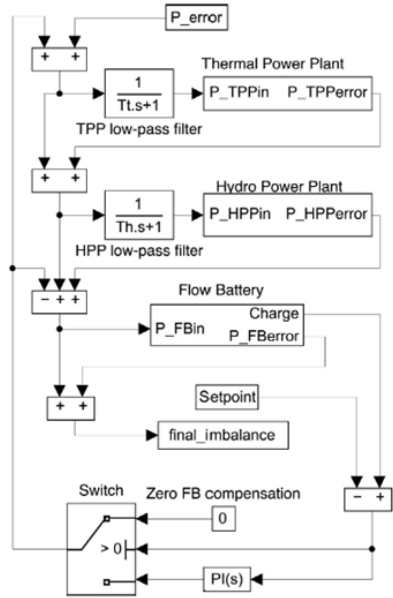 P_error
+ +
Thermal Power Plant
1
Tt.s+1
P_TPPin P_TPPerror
TPP low-pass filter
+ +
Hydro Power Plant
1
Th.s+1
P_HPPin P_HPPerror
HPP low-pass filter
− + +
Flow Battery
Charge
P_FBin
P_FBerror
+ +
Setpoint
final_imbalance
− +
Switch
Zero FB compensation
0
> 0
PI(s)